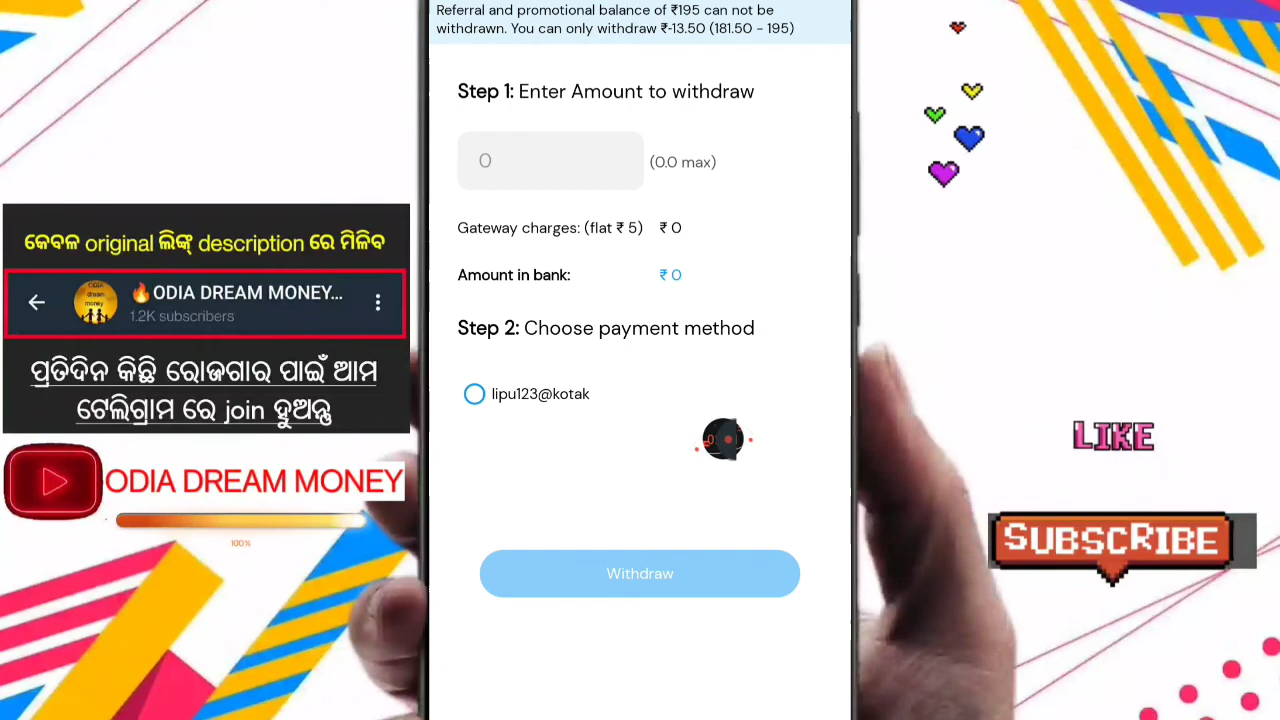 Referral and promotional balance of ₹195 can not be
withdrawn. You can only withdraw ₹-13.50 (181.50 - 195)
Step 1: Enter Amount to withdraw
0
(0.0 max)
Gateway charges: (flat ₹ 5) ₹ 0
Amount in bank: ₹ 0
Step 2: Choose payment method
lipu123@kotak
Withdraw
କେବଳ original ଲିଙ୍କ୍ description ରେ ମିଳିବ
🔥ODIA DREAM MONEY...
1.2K subscribers
ପ୍ରତିଦିନ କିଛି ରୋଜଗାର ପାଇଁ ଆମ
ଟେଲିଗ୍ରାମ ରେ join ହୁଅନ୍ତୁ
ODIA DREAM MONEY
100%
LIKE
SUBSCRIBE